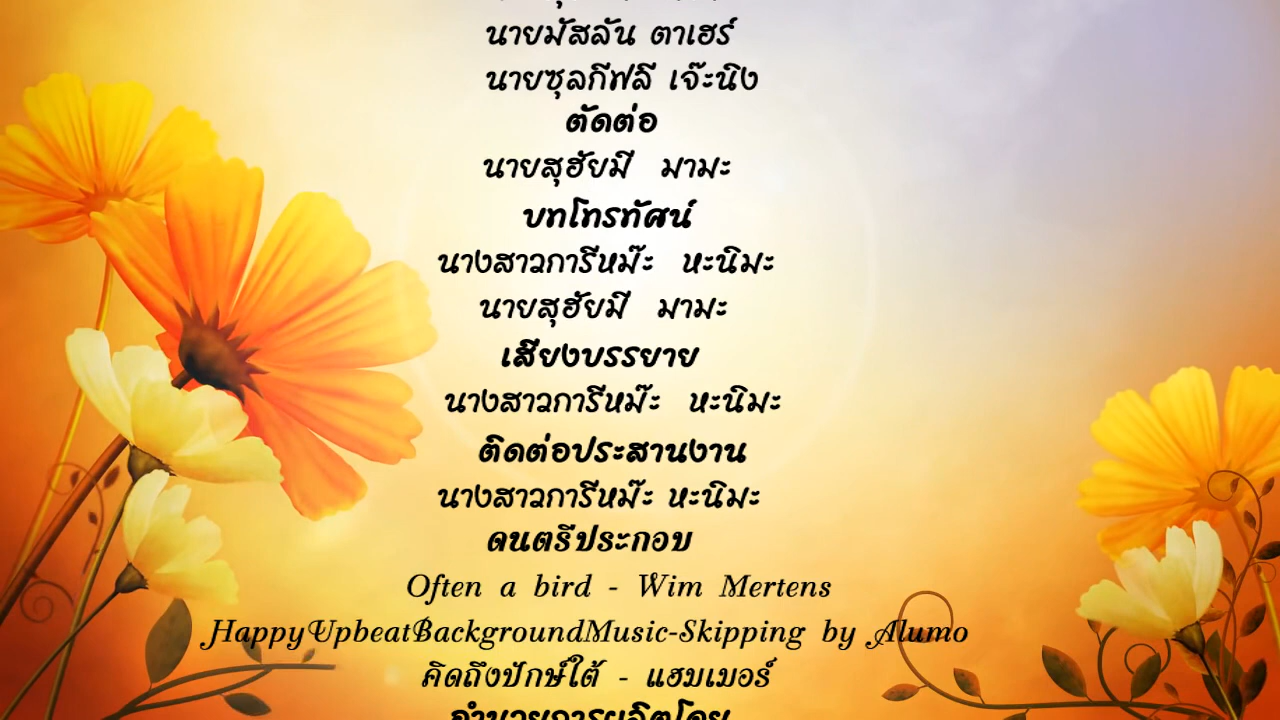 นายมัสลัน ตาเฮร์
นายซุลกีฟลี เจ๊ะนิง
ตัดต่อ
นายสุฮัยมี มามะ
บทโทรทัศน์
นางสาวการีหม๊ะ หะนิมะ
นายสุฮัยมี มามะ
เสียงบรรยาย
นางสาวการีหม๊ะ หะนิมะ
ติดต่อประสานงาน
นางสาวการีหม๊ะ หะนิมะ
ดนตรีประกอบ
Often a bird - Wim Mertens
HappyUpbeatBackgroundMusic-Skipping by Alumo
คิดถึงปักษ์ใต้ - แฮมเมอร์
อำนวยการผลิตโดย